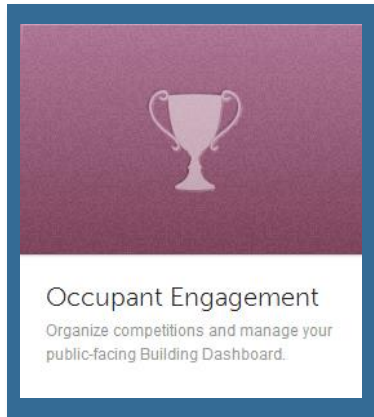 Occupant Engagement
Organize competitions and manage your
public-facing Building Dashboard.